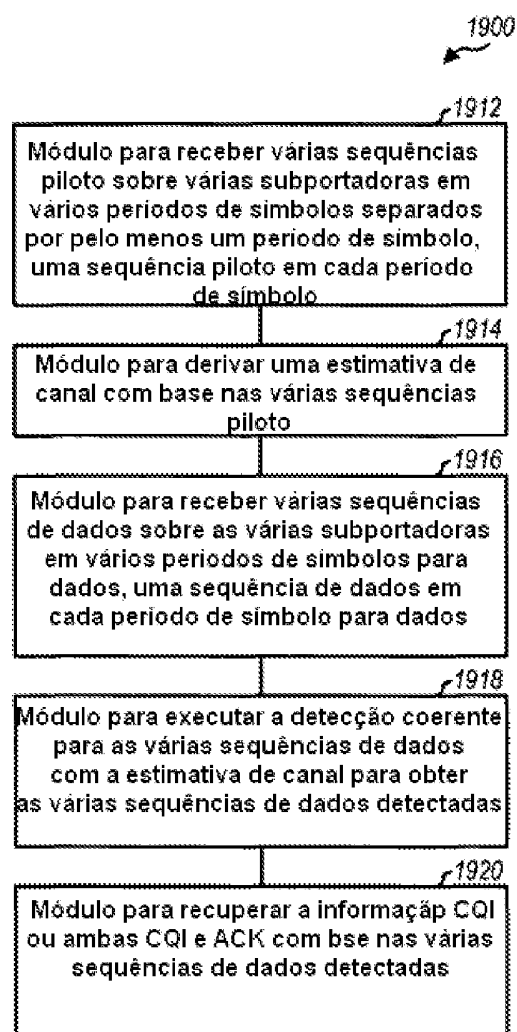 1900
1912
Módulo para receber várias sequências
piloto sobre várias subportadoras em
vários períodos de símbolos separados
por pelo menos um período de símbolo,
uma sequência piloto em cada período
de símbolo
1914
Módulo para derivar uma estimativa de
canal com base nas várias sequências
piloto
1916
Módulo para receber várias sequências
de dados sobre as várias subportadoras
em vários períodos de símbolos para
dados, uma sequência de dados em
cada período de símbolo para dados
1918
Módulo para executar a detecção coerente
para as várias sequências de dados
com a estimativa de canal para obter
as várias sequências de dados detectadas
1920
Módulo para recuperar a informaçãp CQI
ou ambas CQI e ACK com bse nas várias
sequências de dados detectadas